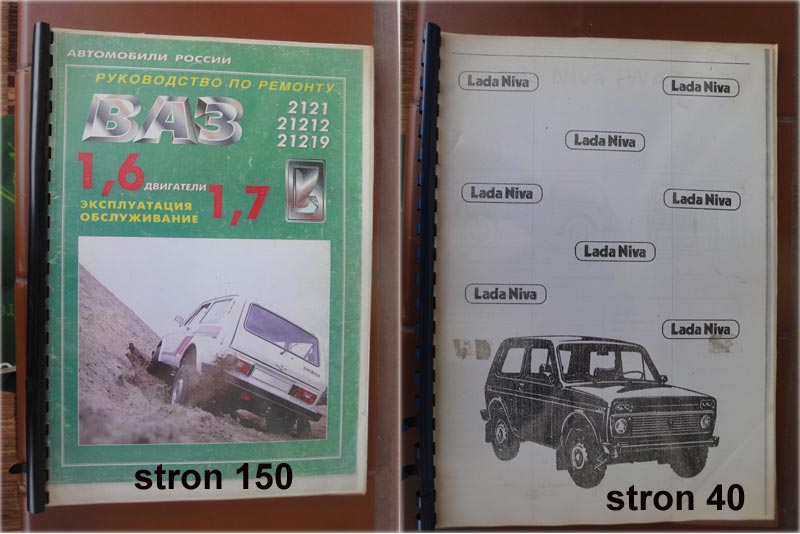 АВТОМОБИЛИ РОССИИ
РУКОВОДСТВО ПО РЕМОНТУ
ВАЗ
2121
21212
21219
1,6
ДВИГАТЕЛИ
1,7
ЭКСПЛУАТАЦИЯ
ОБСЛУЖИВАНИЕ
stron 150
Lada Niva
Lada Niva
Lada Niva
Lada Niva
Lada Niva
Lada Niva
Lada Niva
Lada Niva
stron 40